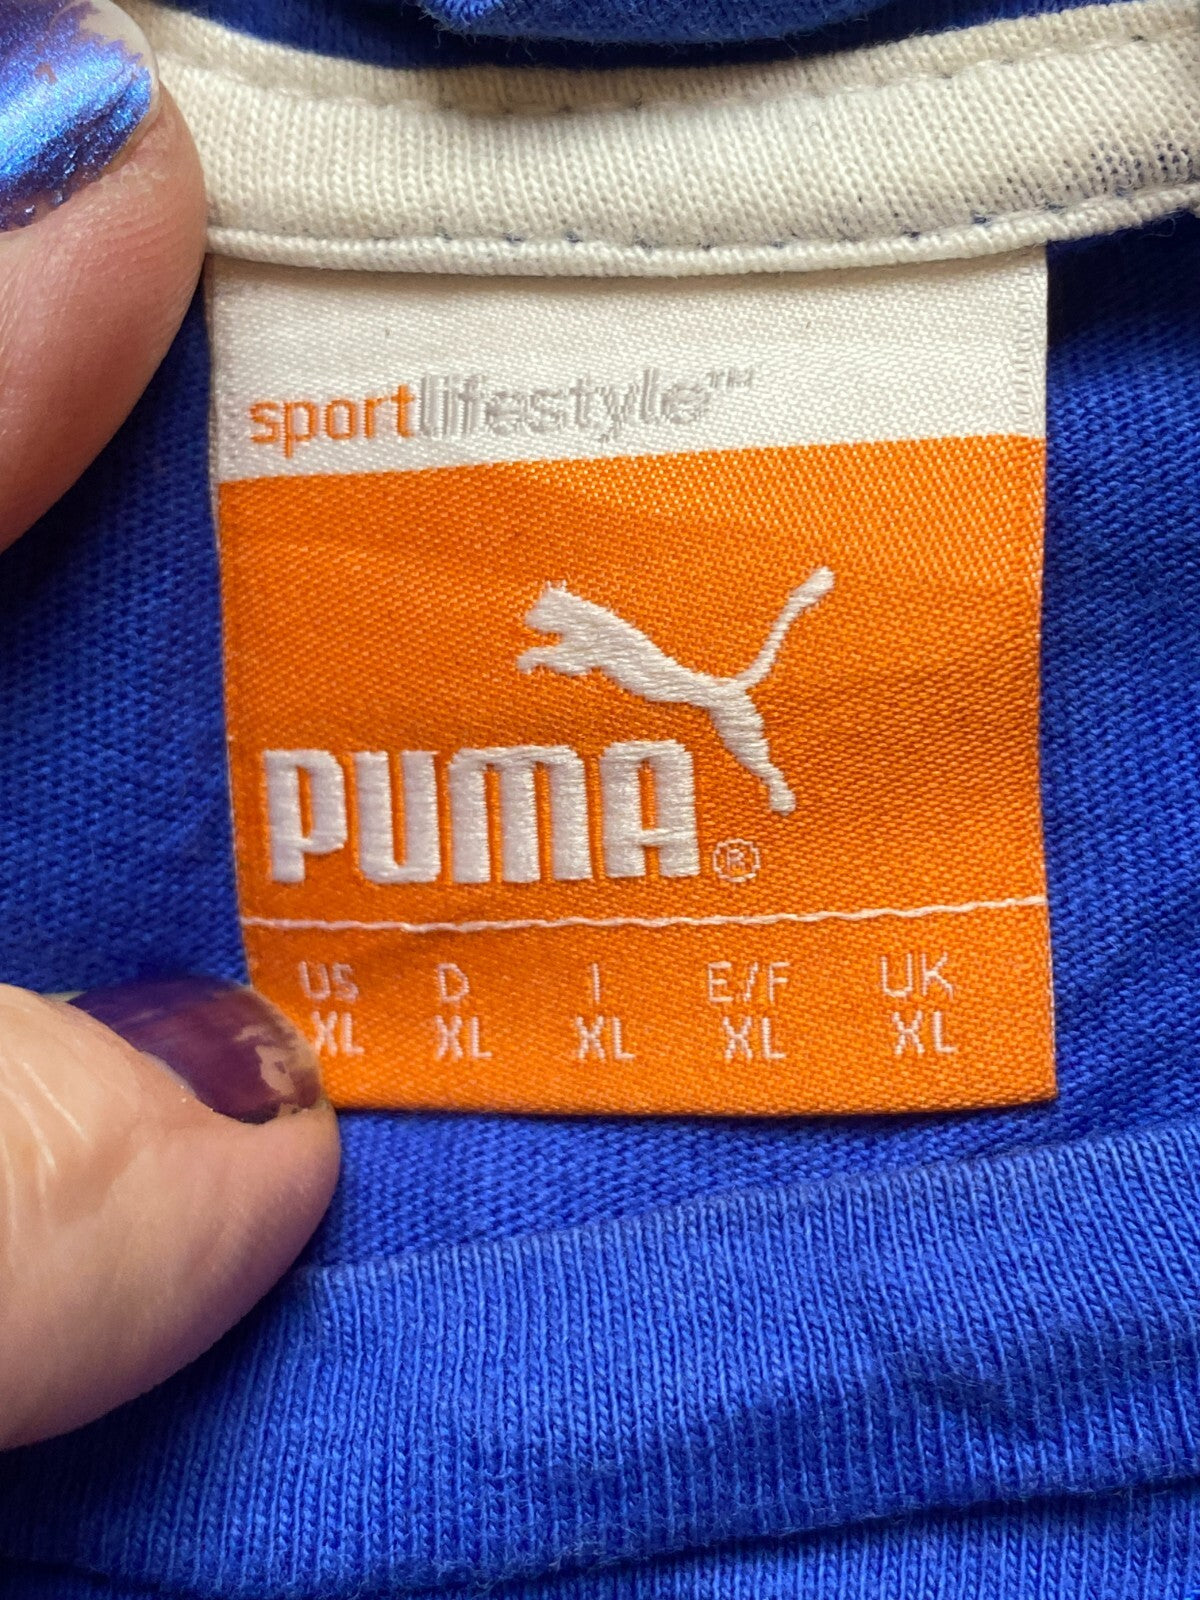 sportlifestyle™
PUMA®
US D I E/F UK
XL XL XL XL XL